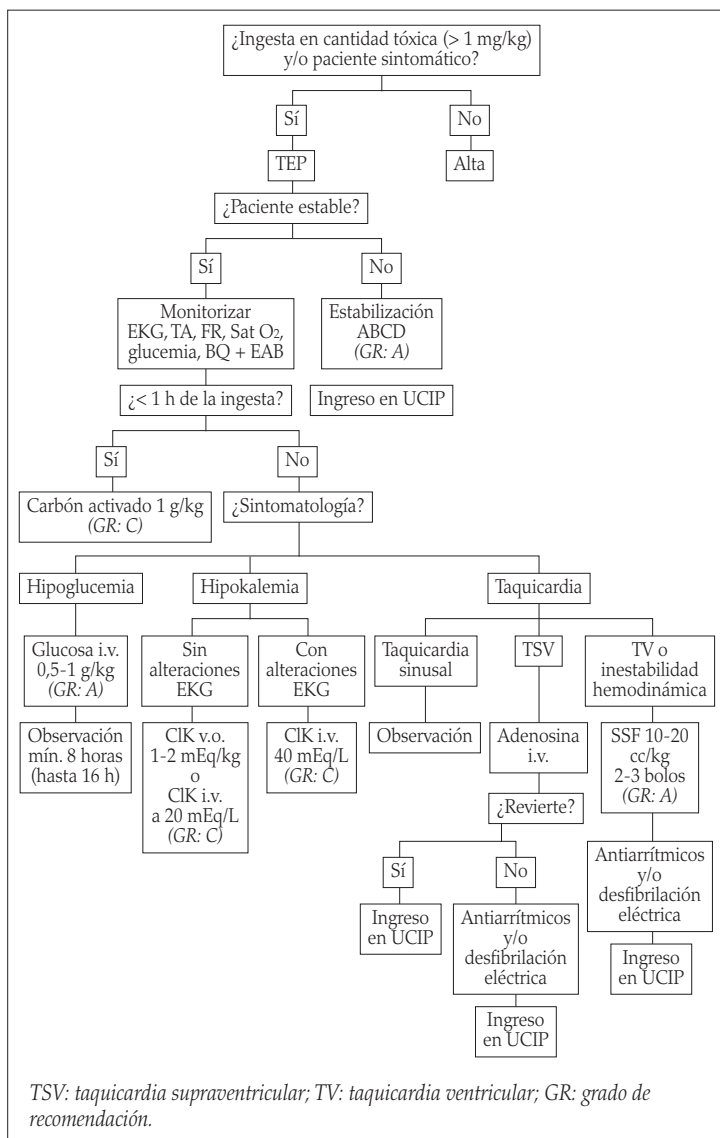 ¿Ingesta en cantidad tóxica (> 1 mg/kg)
y/o paciente sintomático?
Sí
No
TEP
Alta
¿Paciente estable?
Sí
No
Monitorizar
EKG, TA, FR, Sat O₂,
glucemia, BQ + EAB
Estabilización
ABCD
(GR: A)
¿< 1 h de la ingesta?
Ingreso en UCIP
Sí
No
Carbón activado 1 g/kg
(GR: C)
¿Sintomatología?
Hipoglucemia
Hipokalemia
Taquicardia
Glucosa i.v.
0,5-1 g/kg
(GR: A)
Sin
alteraciones
EKG
Con
alteraciones
EKG
Taquicardia
sinusal
TSV
TV o
inestabilidad
hemodinámica
Observación
mín. 8 horas
(hasta 16 h)
ClK v.o.
1-2 mEq/kg
o
ClK i.v.
a 20 mEq/L
(GR: C)
ClK i.v.
40 mEq/L
(GR: C)
Observación
Adenosina
i.v.
SSF 10-20
cc/kg
2-3 bolos
(GR: A)
¿Revierte?
Sí
No
Antiarrítmicos
y/o
desfibrilación
eléctrica
Ingreso
en UCIP
Antiarrítmicos
y/o
desfibrilación
eléctrica
Ingreso
en UCIP
Ingreso
en UCIP
TSV: taquicardia supraventricular; TV: taquicardia ventricular; GR: grado de
recomendación.